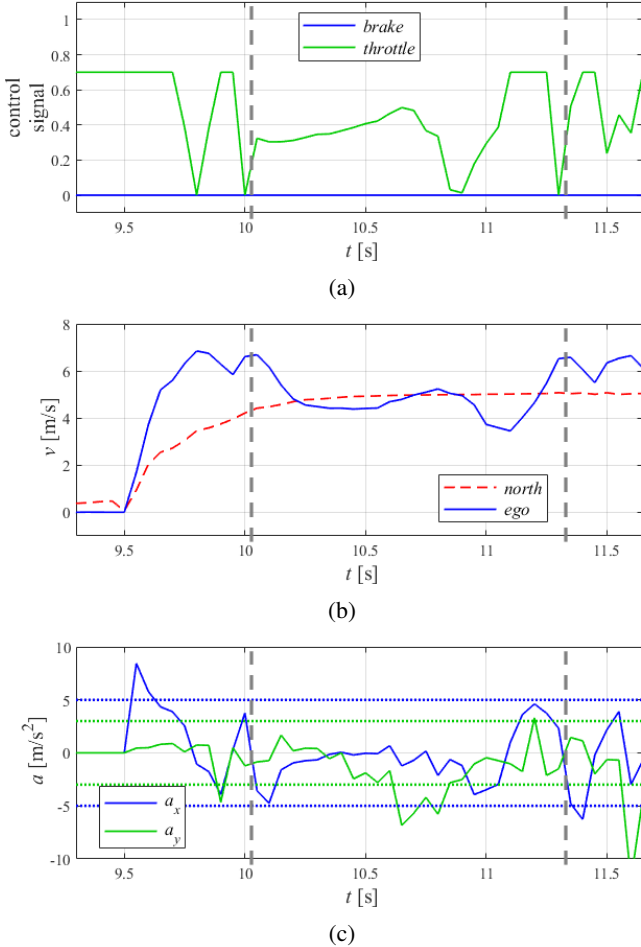 1
0.8
0.6
0.4
0.2
0
control
signal
brake
throttle
9.5 10 10.5 11 11.5
t [s]
(a)
8
6
4
2
0
v [m/s]
north
ego
9.5 10 10.5 11 11.5
t [s]
(b)
10
5
0
-5
-10
a [m/s²]
a_x
a_y
9.5 10 10.5 11 11.5
t [s]
(c)